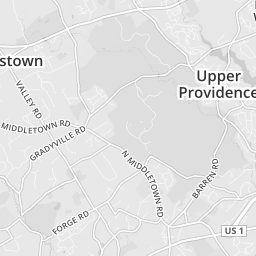 stown
Upper
Providence
VALLEY RD
MIDDLETOWN RD
GRADYVILLE RD
N MIDDLETOWN RD
BARREN RD
FORGE RD
US 1